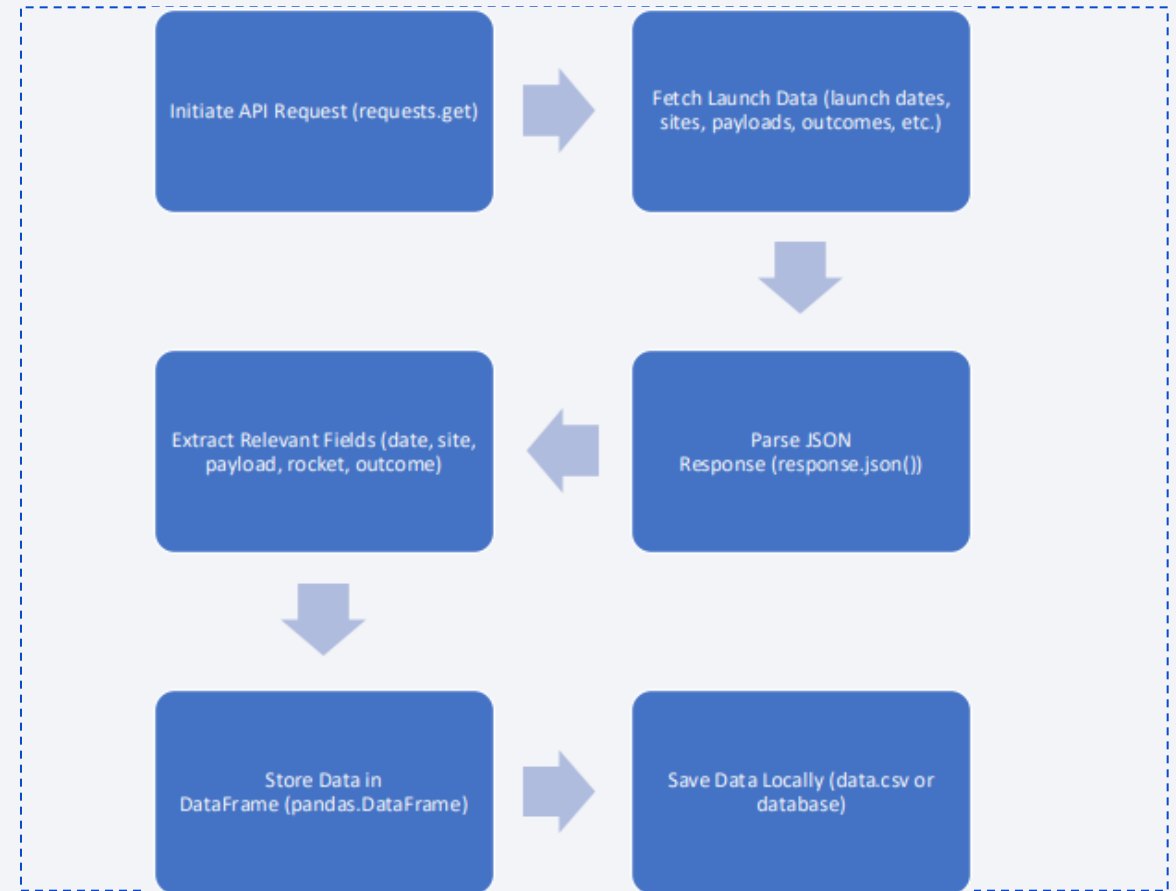 Initiate API Request (requests.get)
Fetch Launch Data (launch dates,
sites, payloads, outcomes, etc.)
Parse JSON
Response (response.json())
Extract Relevant Fields (date, site,
payload, rocket, outcome)
Store Data in
DataFrame (pandas.DataFrame)
Save Data Locally (data.csv or
database)